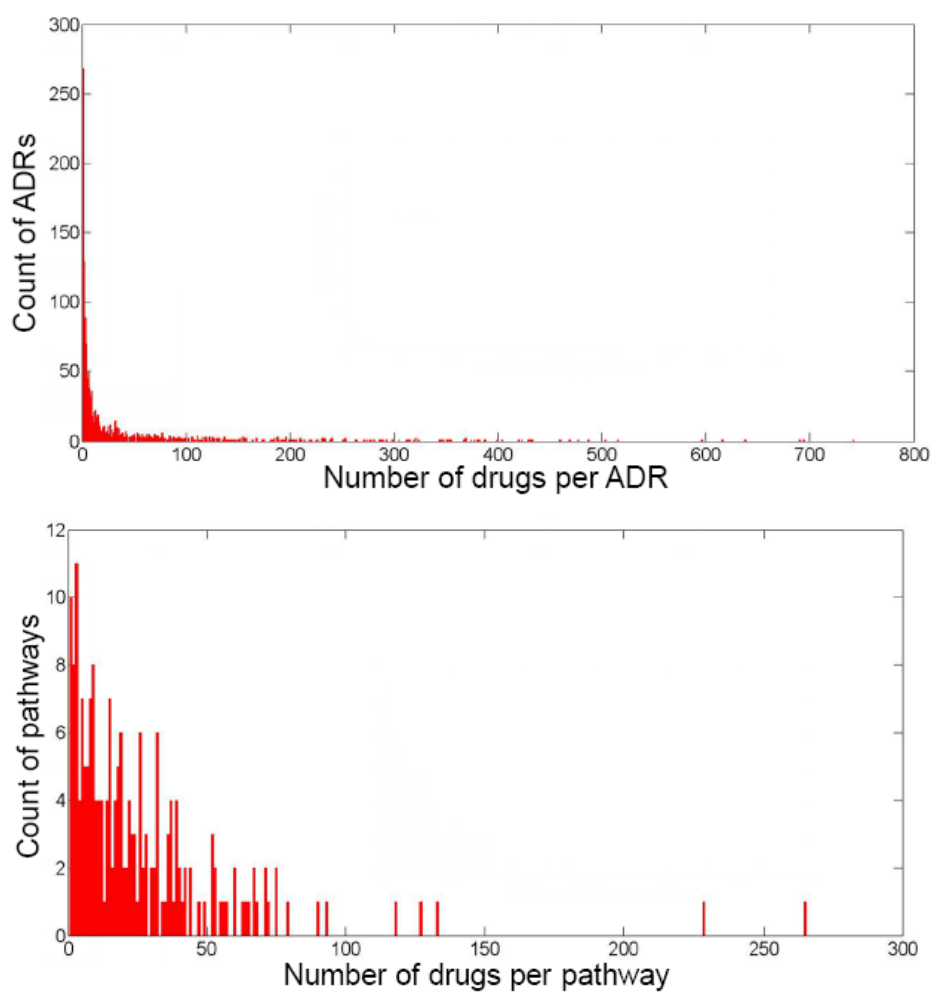 300
250
200
150
100
50
0
Count of ADRs
0 100 200 300 400 500 600 700 800
Number of drugs per ADR
12
10
8
6
4
2
0
Count of pathways
0 50 100 150 200 250 300
Number of drugs per pathway